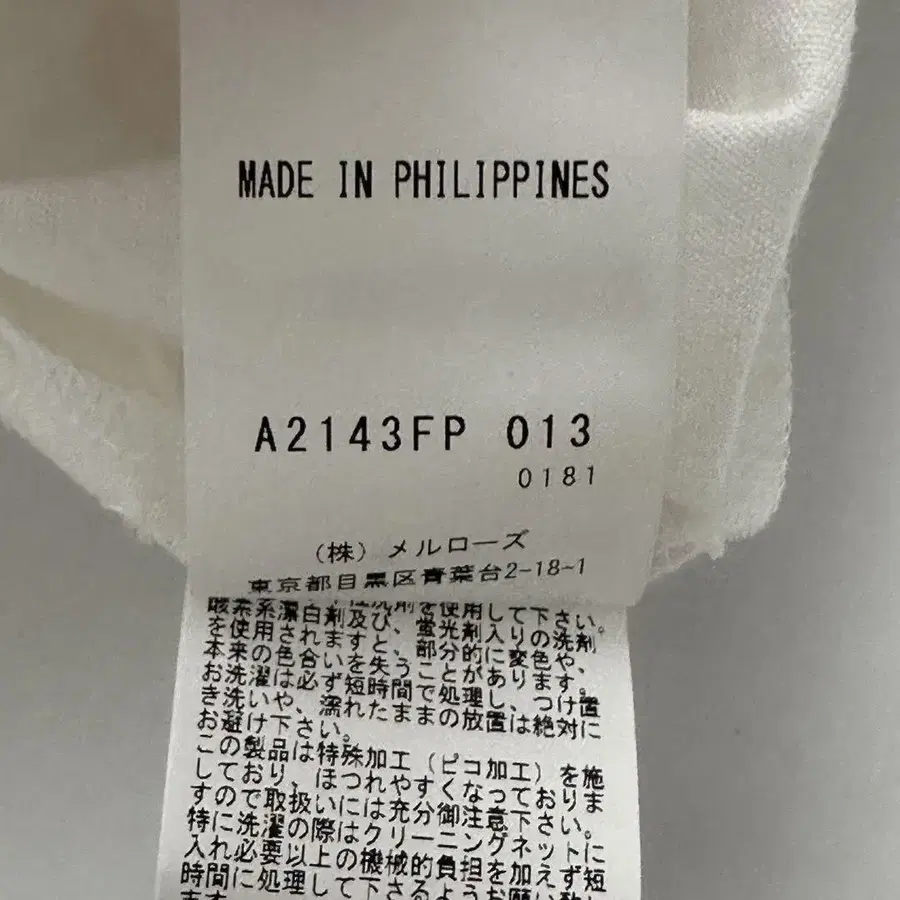 MADE IN PHILIPPINES
A2143FP 013
0181
(株) メルローズ
東京都目黒区青葉台2-18-1
剤を使用して下さい。
酸素系漂白剤及び、蛍光剤入りの洗剤
を使用されますと、部分的に変色や、
本来の色合いを失うことがあります。
お洗濯は必ず短時間で処理し、つけ置
き洗いや、濡れたままの放置は絶対に
お避け下さい。
この製品は特殊加工(ピコ加工)を施
しており、ほつれやすくなっておりま
すので取扱いには充分御注意下さい。
特に洗濯の際はクリーニングネットに
入れ必要以上の機械的負担を加えず短
時間に処理して下さるようお願い致し
ます